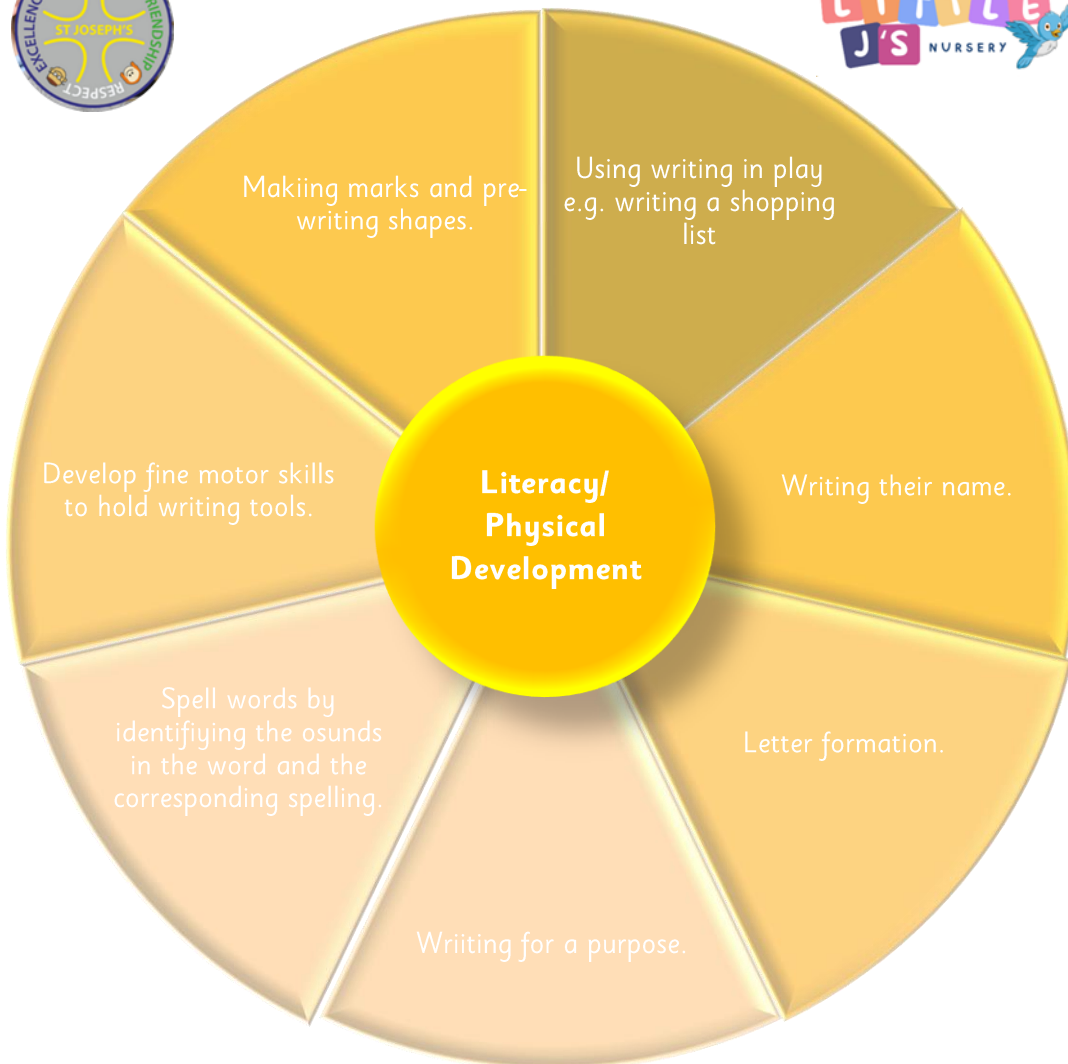 EXCELLENC
ST JOSEPH'S
FRIENDSHIP
RESPECT
LITTLE
J'S NURSERY
Makiing marks and pre-
writing shapes.
Using writing in play
e.g. writing a shopping
list
Develop fine motor skills
to hold writing tools.
Literacy/
Physical
Development
Writing their name.
Spell words by
identifiying the osunds
in the word and the
corresponding spelling.
Letter formation.
Wriiting for a purpose.